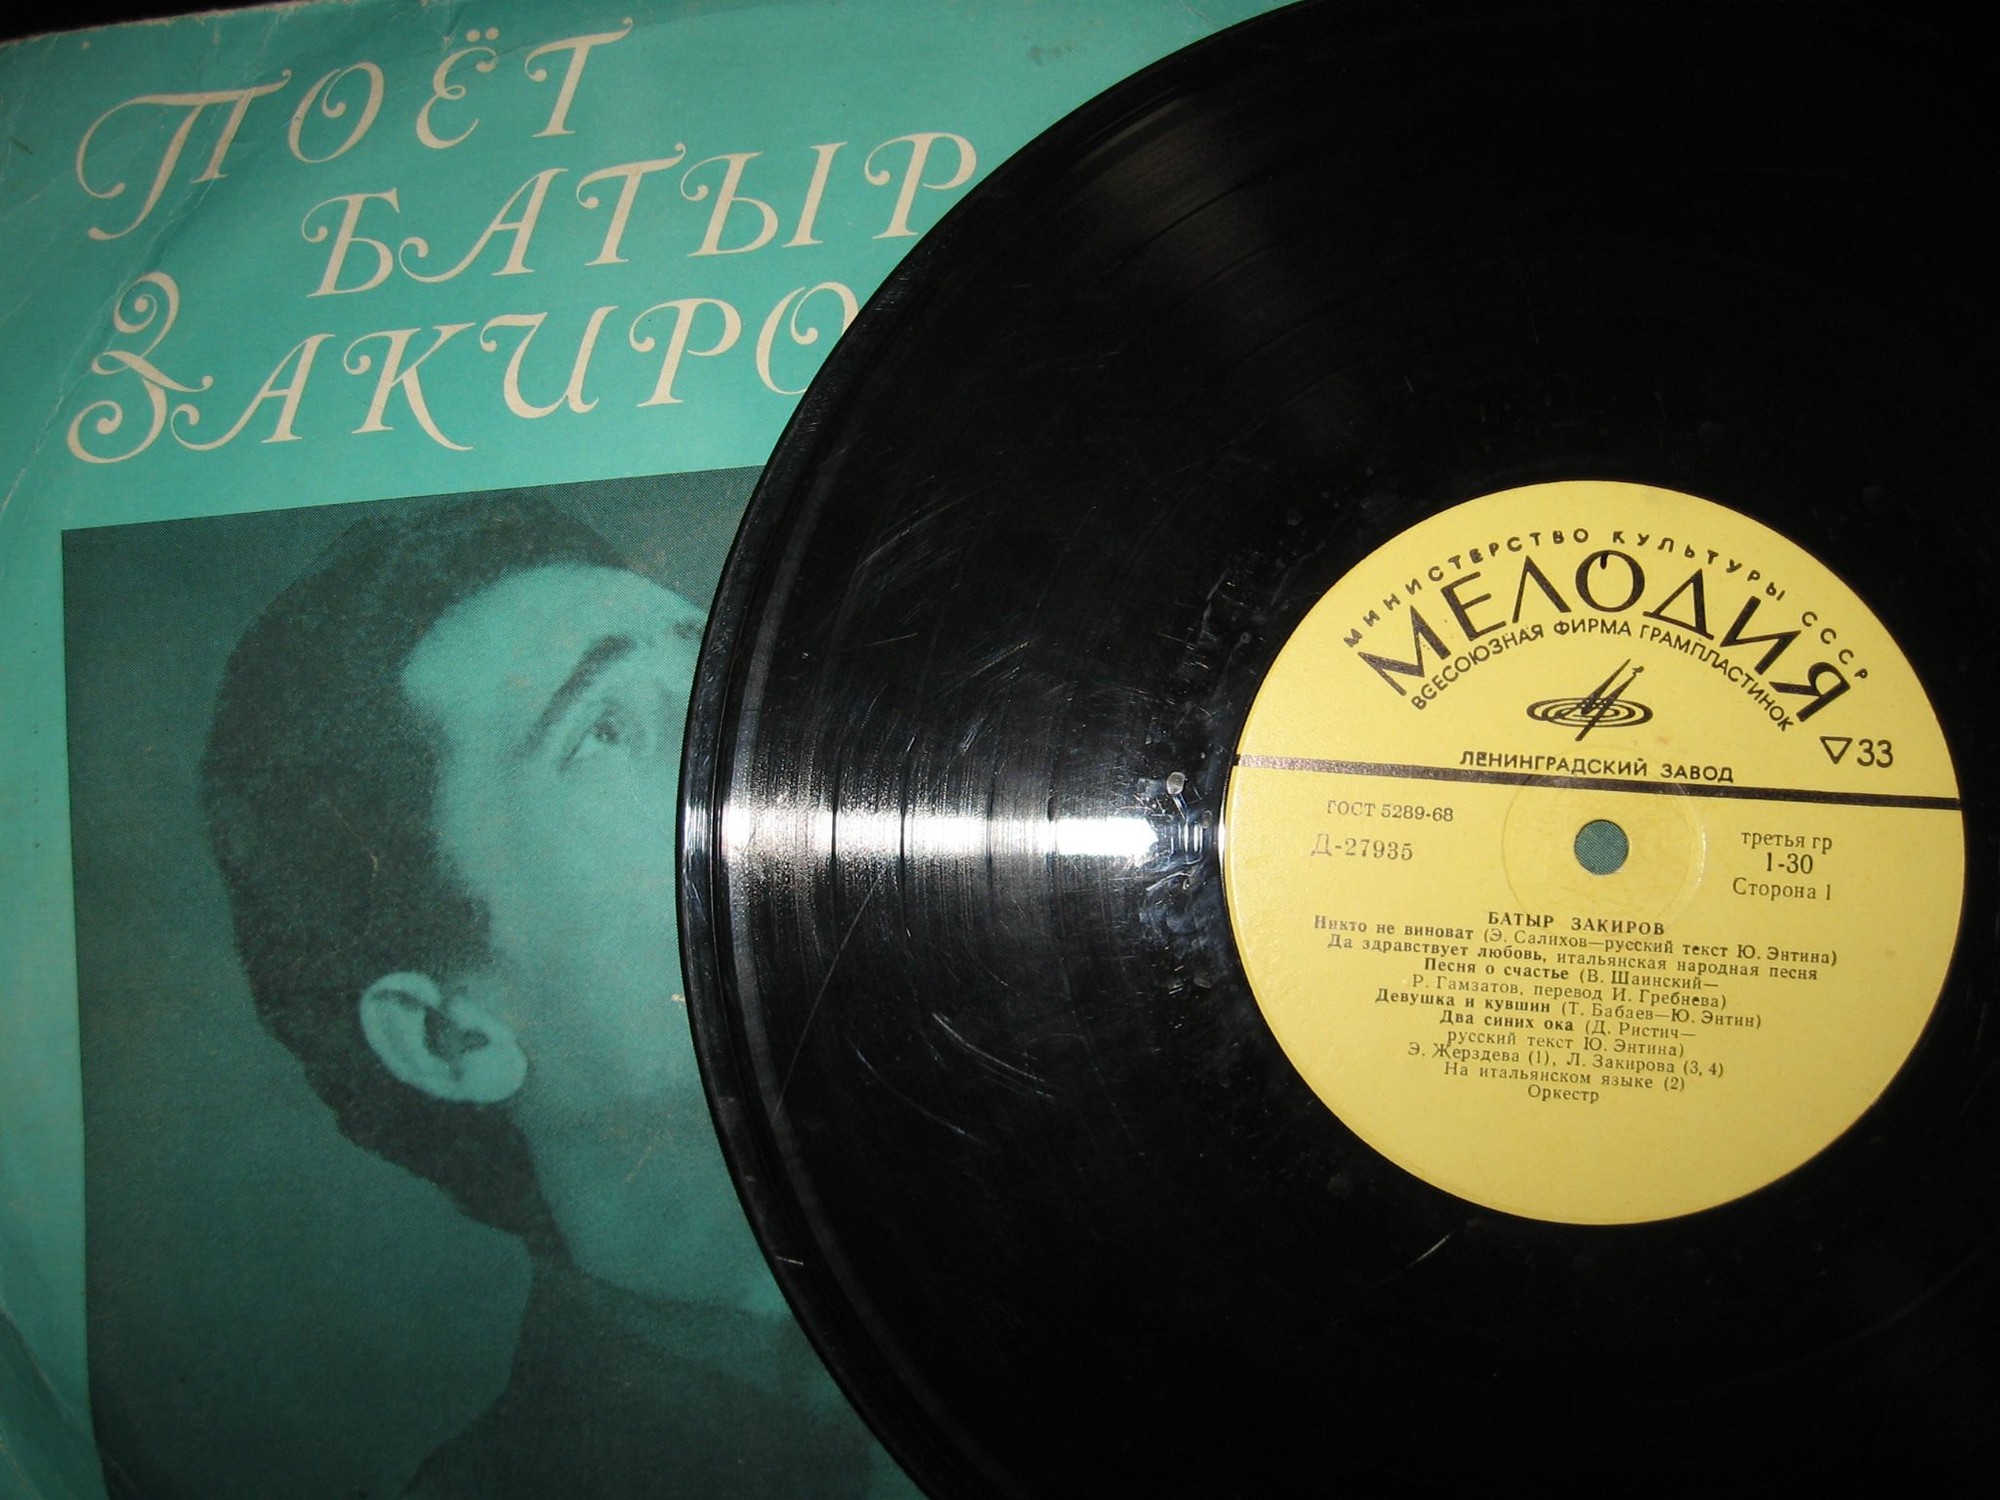 ПОЁТ
БАТЫР
ЗАКИРО
МИНИСТЕРСТВО КУЛЬТУРЫ СССР
МЕЛОДИЯ
ВСЕСОЮЗНАЯ ФИРМА ГРАМПЛАСТИНОК
ЛЕНИНГРАДСКИЙ ЗАВОД
▽33
ГОСТ 5289-68
Д-27935
третья гр
1-30
Сторона 1
БАТЫР ЗАКИРОВ
Никто не виноват (Э. Салихов—русский текст Ю. Энтина)
Да здравствует любовь, итальянская народная песня
Песня о счастье (В. Шаинский—
Р. Гамзатов, перевод И. Гребнева)
Девушка и кувшин (Т. Бабаев—Ю. Энтин)
Два синих ока (Д. Ристич—
русский текст Ю. Энтина)
Э. Жерздева (1), Л. Закирова (3, 4)
На итальянском языке (2)
Оркестр